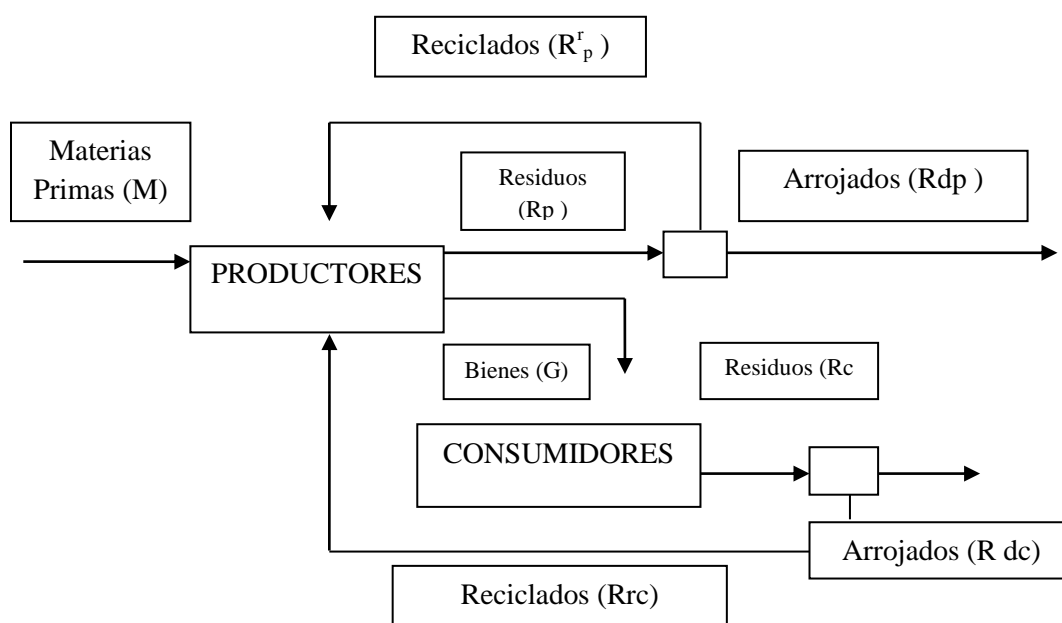 Reciclados (R^r_p )
Materias
Primas (M)
Residuos
(Rp )
Arrojados (Rdp )
PRODUCTORES
Bienes (G)
Residuos (Rc
CONSUMIDORES
Arrojados (R dc)
Reciclados (Rrc)